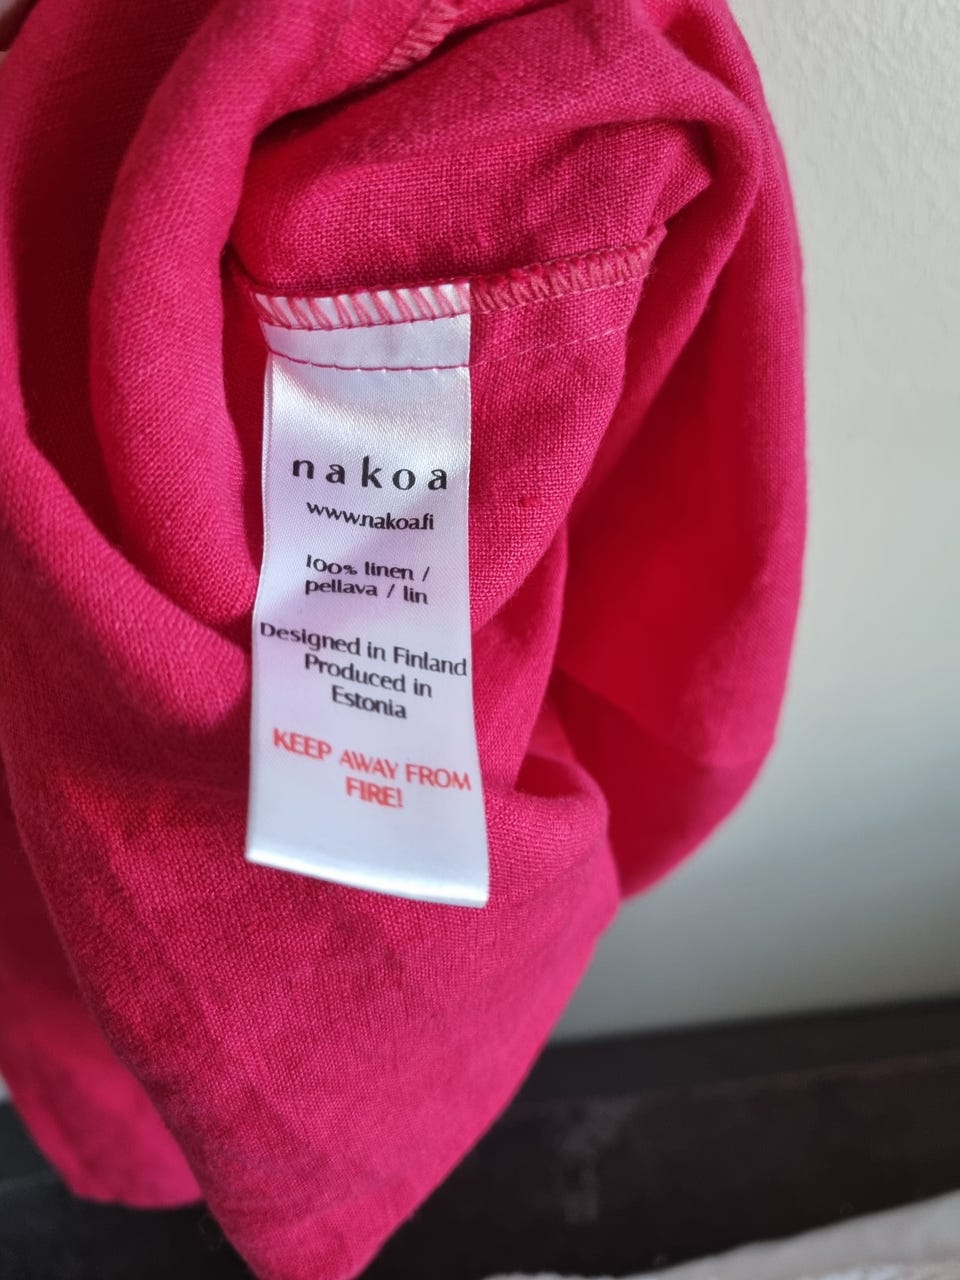 nakoa
www.nakoa.fi
100% linen /
pellava / lin
Designed in Finland
Produced in
Estonia
KEEP AWAY FROM
FIRE!